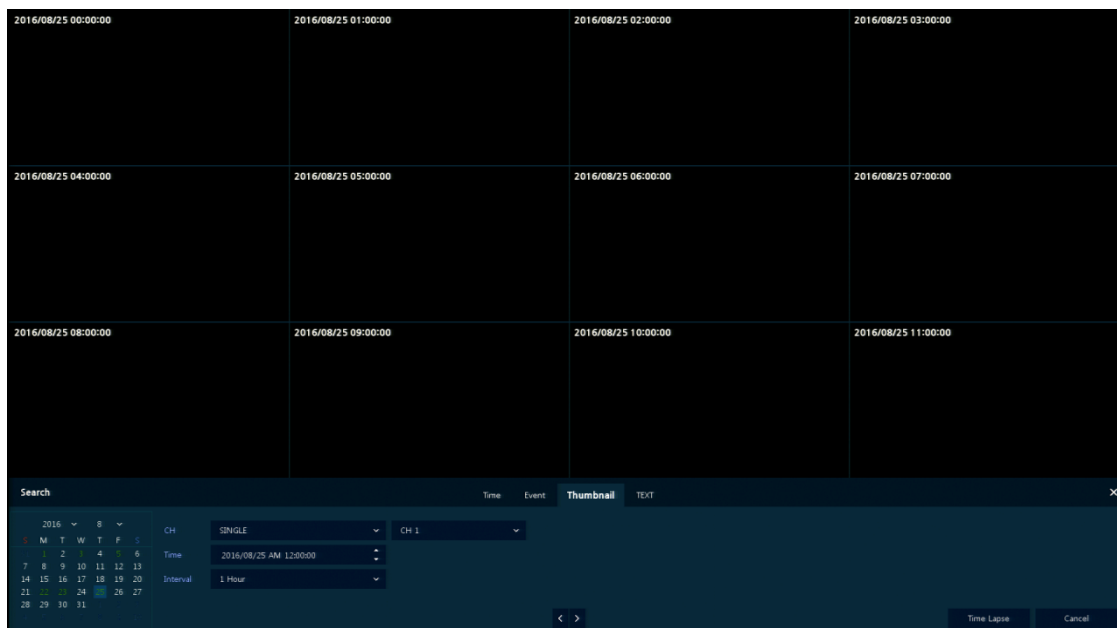 2016/08/25 00:00:00 2016/08/25 01:00:00 2016/08/25 02:00:00 2016/08/25 03:00:00
2016/08/25 04:00:00 2016/08/25 05:00:00 2016/08/25 06:00:00 2016/08/25 07:00:00
2016/08/25 08:00:00 2016/08/25 09:00:00 2016/08/25 10:00:00 2016/08/25 11:00:00
Search Time Event Thumbnail TEXT
2016 8
S M T W T F S
1 2 3 4 5 6
7 8 9 10 11 12 13
14 15 16 17 18 19 20
21 22 23 24 25 26 27
28 29 30 31
CH SINGLE CH 1
Time 2016/08/25 AM 12:00:00
Interval 1 Hour
< >
Time Lapse Cancel